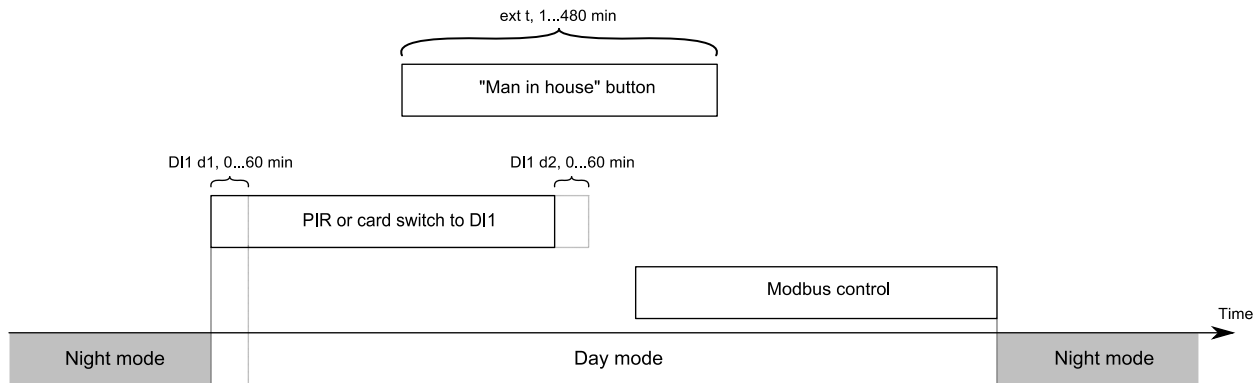 ext t, 1...480 min
"Man in house" button
DI1 d1, 0...60 min
DI1 d2, 0...60 min
PIR or card switch to DI1
Modbus control
Time
Night mode
Day mode
Night mode